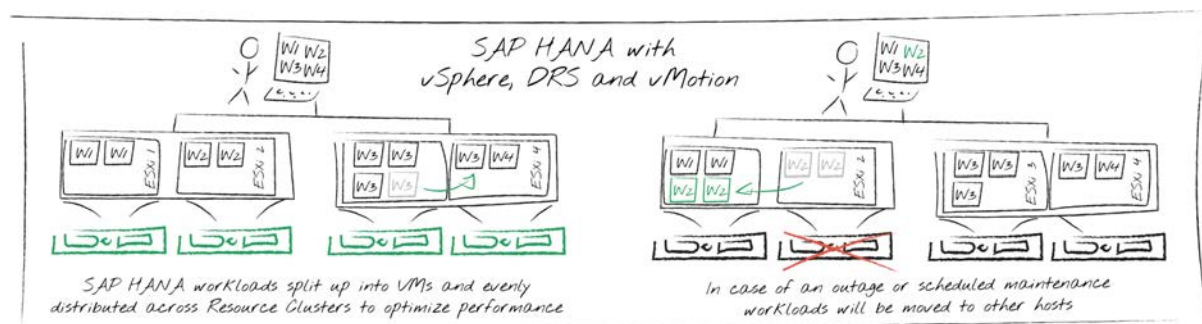 SAP HANA with
vSphere, DRS and vMotion
W1 W2
W3 W4
W1 W1 ESXi 1
W2 W2 ESXi 2
W3 W3
W3 W3
W3 W4 ESXi 4
SAP HANA workloads split up into VMs and evenly
distributed across Resource Clusters to optimize performance
W1 W2
W3 W4
W1 W1
W2 W2
W2 W2 ESXi 2
W3 W3 ESXi 3
W3
W3 W4 ESXi 4
In case of an outage or scheduled maintenance
workloads will be moved to other hosts